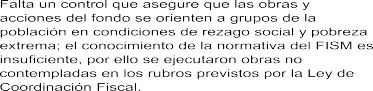 Falta un control que asegure que las obras y
acciones del fondo se orienten a grupos de la
población en condiciones de rezago social y pobreza
extrema; el conocimiento de la normativa del FISM es
insuficiente, por ello se ejecutaron obras no
contempladas en los rubros previstos por la Ley de
Coordinación Fiscal.